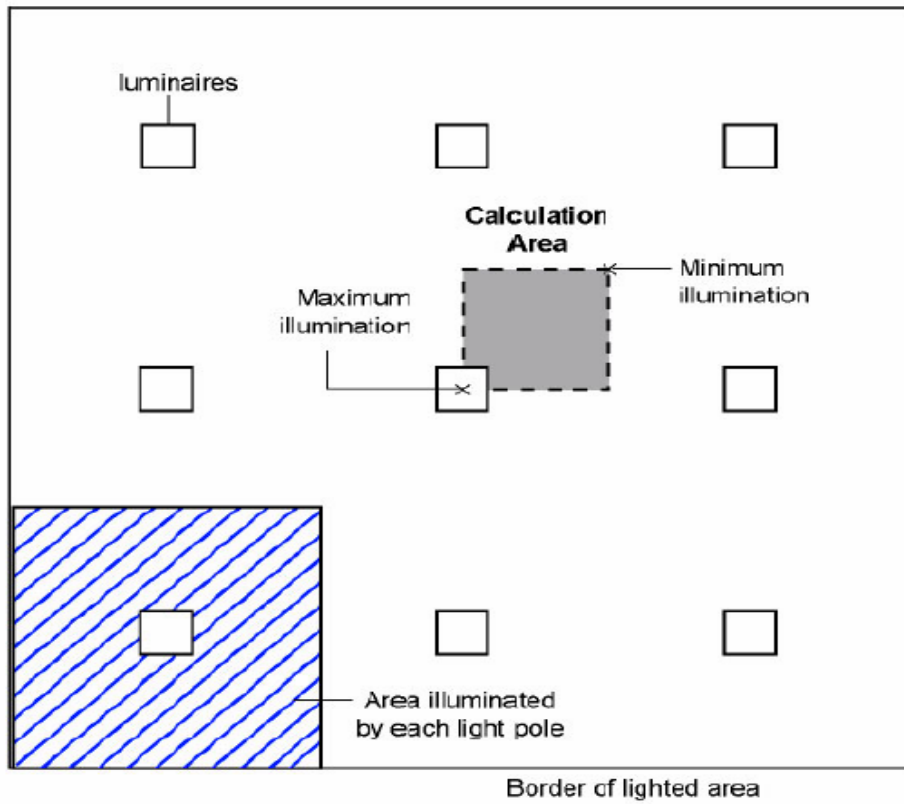 luminaires
Calculation
Area
Minimum
illumination
Maximum
illumination
Area illuminated
by each light pole
Border of lighted area